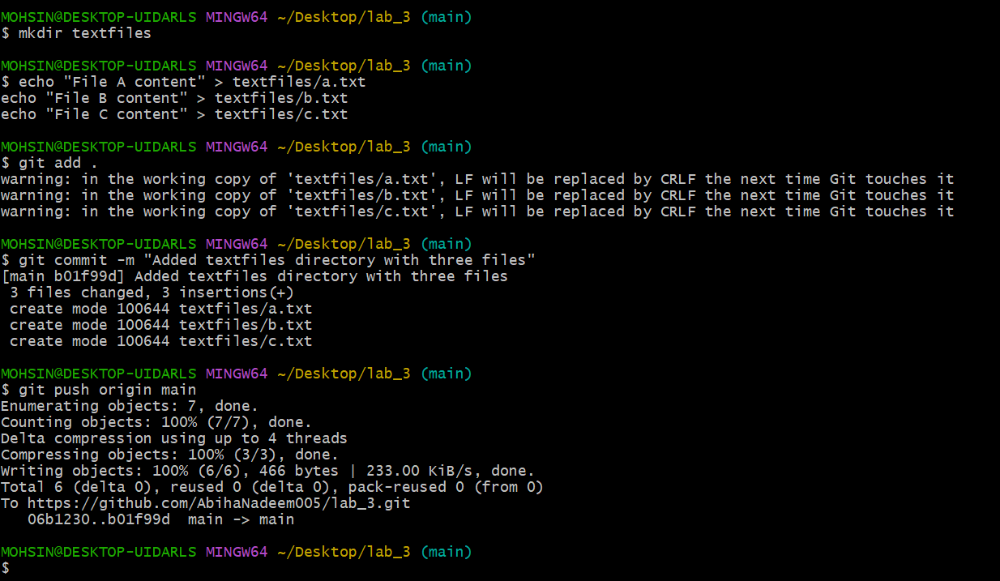 MOHSIN@DESKTOP-UIDARLS MINGW64 ~/Desktop/lab_3 (main)
$ mkdir textfiles

MOHSIN@DESKTOP-UIDARLS MINGW64 ~/Desktop/lab_3 (main)
$ echo "File A content" > textfiles/a.txt
echo "File B content" > textfiles/b.txt
echo "File C content" > textfiles/c.txt

MOHSIN@DESKTOP-UIDARLS MINGW64 ~/Desktop/lab_3 (main)
$ git add .
warning: in the working copy of 'textfiles/a.txt', LF will be replaced by CRLF the next time Git touches it
warning: in the working copy of 'textfiles/b.txt', LF will be replaced by CRLF the next time Git touches it
warning: in the working copy of 'textfiles/c.txt', LF will be replaced by CRLF the next time Git touches it

MOHSIN@DESKTOP-UIDARLS MINGW64 ~/Desktop/lab_3 (main)
$ git commit -m "Added textfiles directory with three files"
[main b01f99d] Added textfiles directory with three files
 3 files changed, 3 insertions(+)
 create mode 100644 textfiles/a.txt
 create mode 100644 textfiles/b.txt
 create mode 100644 textfiles/c.txt

MOHSIN@DESKTOP-UIDARLS MINGW64 ~/Desktop/lab_3 (main)
$ git push origin main
Enumerating objects: 7, done.
Counting objects: 100% (7/7), done.
Delta compression using up to 4 threads
Compressing objects: 100% (3/3), done.
Writing objects: 100% (6/6), 466 bytes | 233.00 KiB/s, done.
Total 6 (delta 0), reused 0 (delta 0), pack-reused 0 (from 0)
To https://github.com/AbihaNadeem005/lab_3.git
   06b1230..b01f99d  main -> main

MOHSIN@DESKTOP-UIDARLS MINGW64 ~/Desktop/lab_3 (main)
$